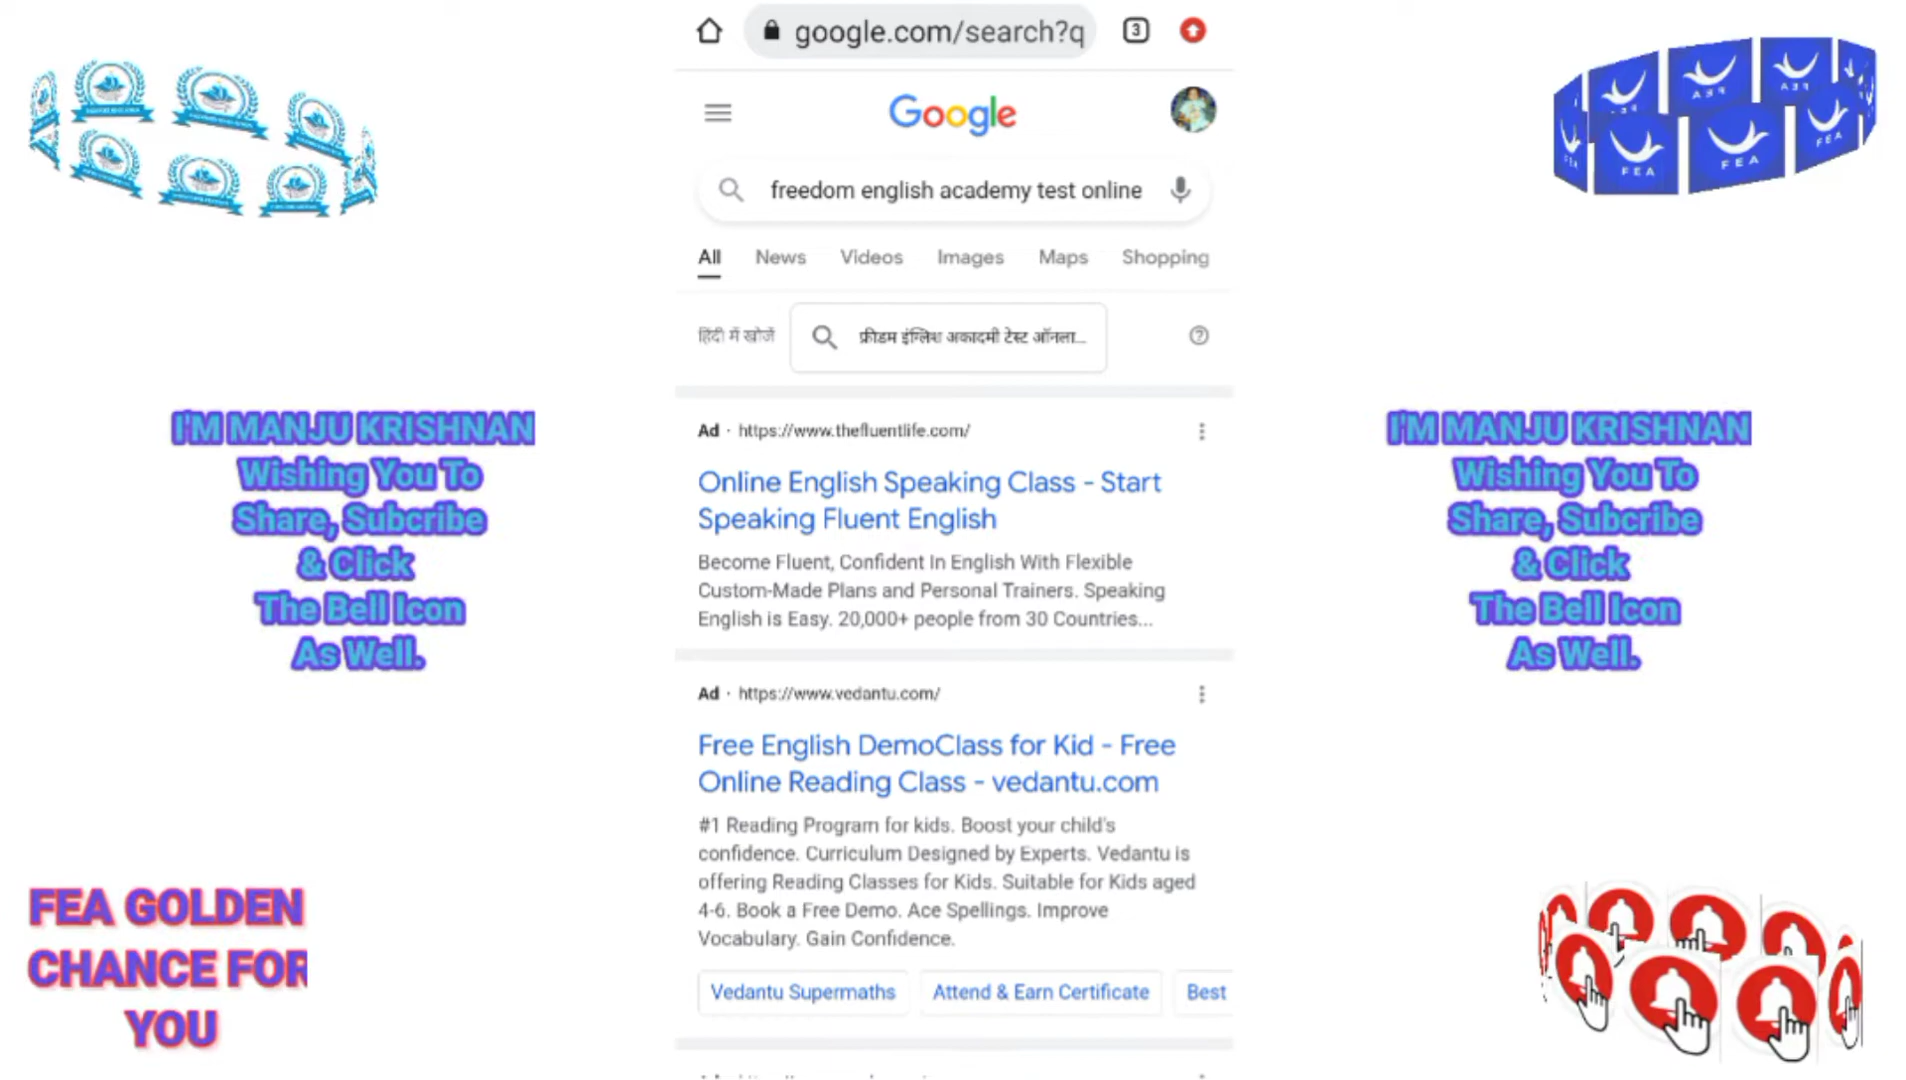 google.com/search?q
3
Google
freedom english academy test online
All News Videos Images Maps Shopping
हिंदी में खोजें
फ्रीडम इंग्लिश अकादमी टेस्ट ऑनला...
Ad · https://www.thefluentlife.com/
Online English Speaking Class - Start
Speaking Fluent English
Become Fluent, Confident In English With Flexible
Custom-Made Plans and Personal Trainers. Speaking
English is Easy. 20,000+ people from 30 Countries...
Ad · https://www.vedantu.com/
Free English DemoClass for Kid - Free
Online Reading Class - vedantu.com
#1 Reading Program for kids. Boost your child's
confidence. Curriculum Designed by Experts. Vedantu is
offering Reading Classes for Kids. Suitable for Kids aged
4-6. Book a Free Demo. Ace Spellings. Improve
Vocabulary. Gain Confidence.
Vedantu Supermaths
Attend & Earn Certificate
Best
I'M MANJU KRISHNAN
Wishing You To
Share, Subcribe
& Click
The Bell Icon
As Well.
I'M MANJU KRISHNAN
Wishing You To
Share, Subcribe
& Click
The Bell Icon
As Well.
FEA GOLDEN
CHANCE FOR
YOU
FEA
FEA
FEA